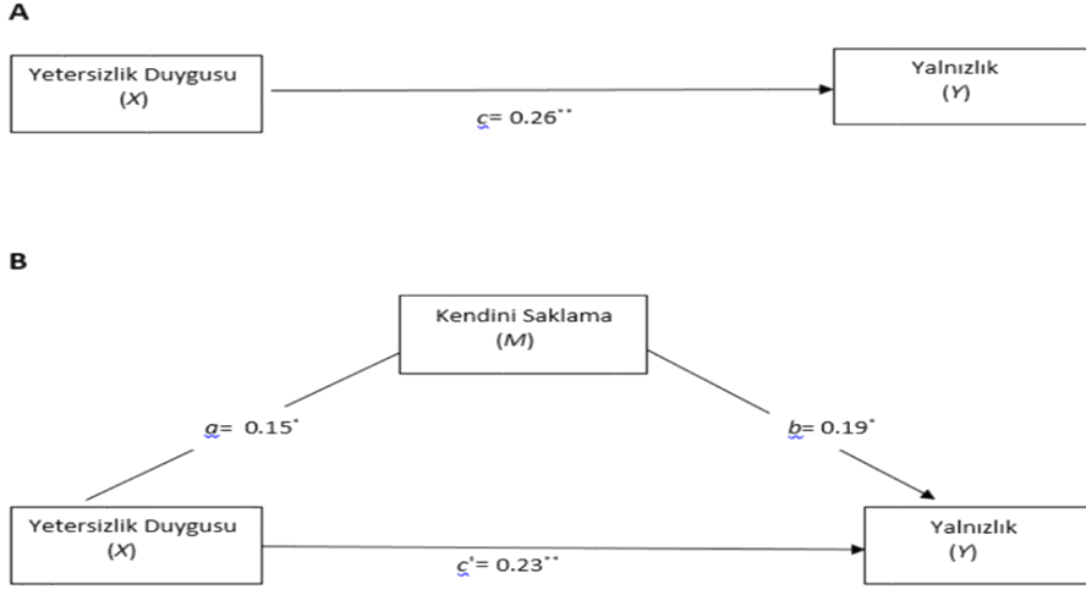 A
Yetersizlik Duygusu
(X)
Yalnızlık
(Y)
c= 0.26**
B
Kendini Saklama
(M)
a= 0.15*
b= 0.19*
Yetersizlik Duygusu
(X)
Yalnızlık
(Y)
c'= 0.23**